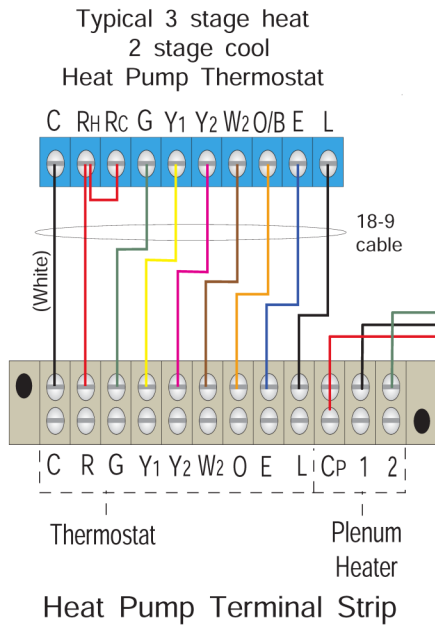 Typical 3 stage heat
2 stage cool
Heat Pump Thermostat
C RH RC G Y1 Y2 W2 O/B E L
18-9
cable
(White)
C R G Y1 Y2 W2 O E L CP 1 2
Thermostat
Plenum
Heater
Heat Pump Terminal Strip